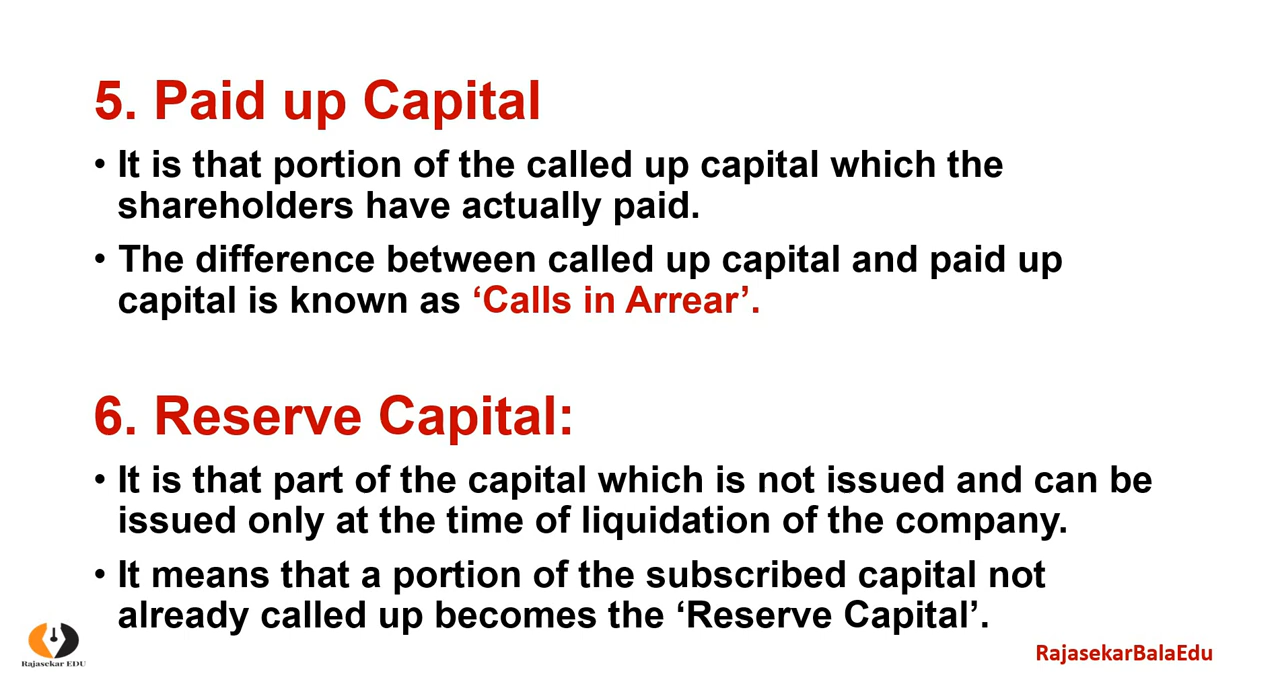 5. Paid up Capital
• It is that portion of the called up capital which the
shareholders have actually paid.
• The difference between called up capital and paid up
capital is known as ‘Calls in Arrear’.
6. Reserve Capital:
• It is that part of the capital which is not issued and can be
issued only at the time of liquidation of the company.
• It means that a portion of the subscribed capital not
already called up becomes the ‘Reserve Capital’.
Rajasekar EDU
RajasekarBalaEdu